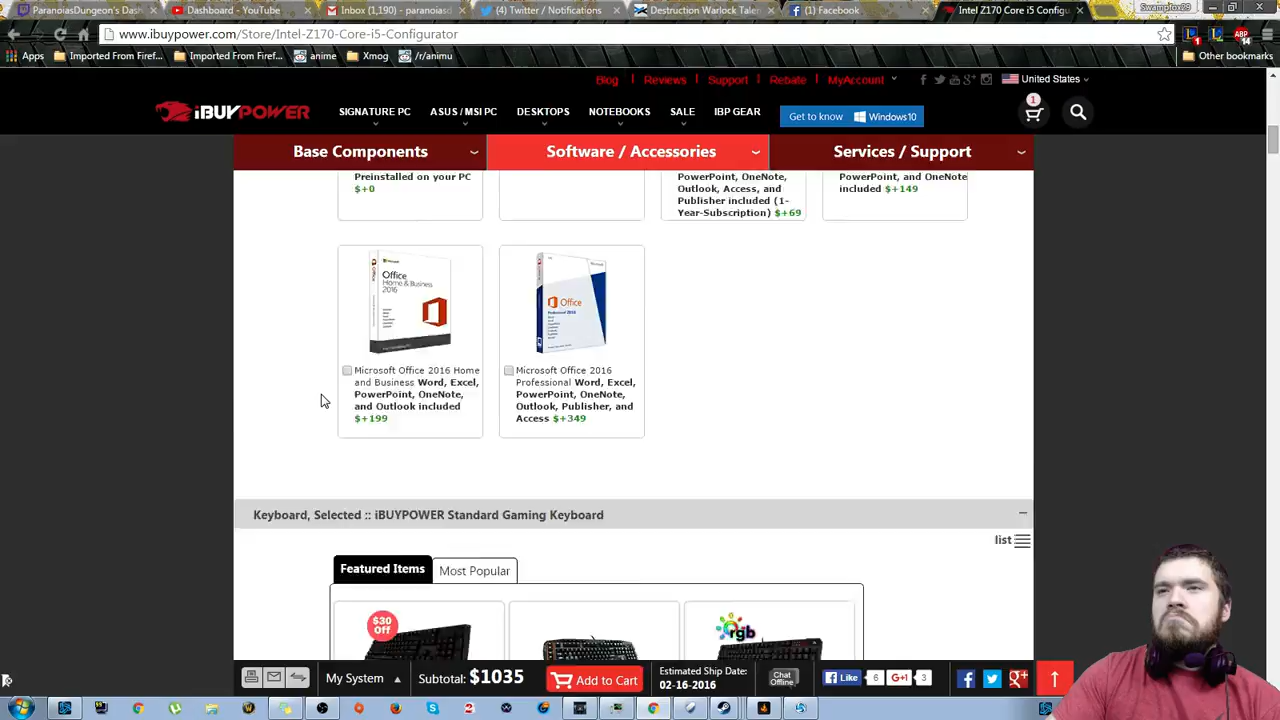 ParanoiasDungeon's Dash
Dashboard - YouTube
Inbox (1,190) - paranoiasd
(4) Twitter / Notifications
Destruction Warlock Talen
(1) Facebook
Intel Z170 Core i5 Configu
www.ibuypower.com/Store/Intel-Z170-Core-i5-Configurator
Apps
Imported From Firef...
Imported From Firef...
anime
Xmog
/r/animu
Other bookmarks
Blog
Reviews
Support
Rebate
MyAccount
United States
iBUYPOWER
SIGNATURE PC
ASUS / MSI PC
DESKTOPS
NOTEBOOKS
SALE
IBP GEAR
Get to know Windows10
1
Base Components
Software / Accessories
Services / Support
Preinstalled on your PC
$+0
PowerPoint, OneNote,
Outlook, Access, and
Publisher included (1-
Year-Subscription) $+69
PowerPoint, and OneNote
included $+149
Microsoft
Office
Home & Business
2016
Office
Microsoft Office 2016 Home
and Business Word, Excel,
PowerPoint, OneNote,
and Outlook included
$+199
Microsoft Office 2016
Professional Word, Excel,
PowerPoint, OneNote,
Outlook, Publisher, and
Access $+349
Keyboard, Selected :: iBUYPOWER Standard Gaming Keyboard
list
Featured Items
Most Popular
$30
Off
rgb
My System
Subtotal: $1035
Add to Cart
Estimated Ship Date:
02-16-2016
Chat
Offline
Like
6
G+1
3